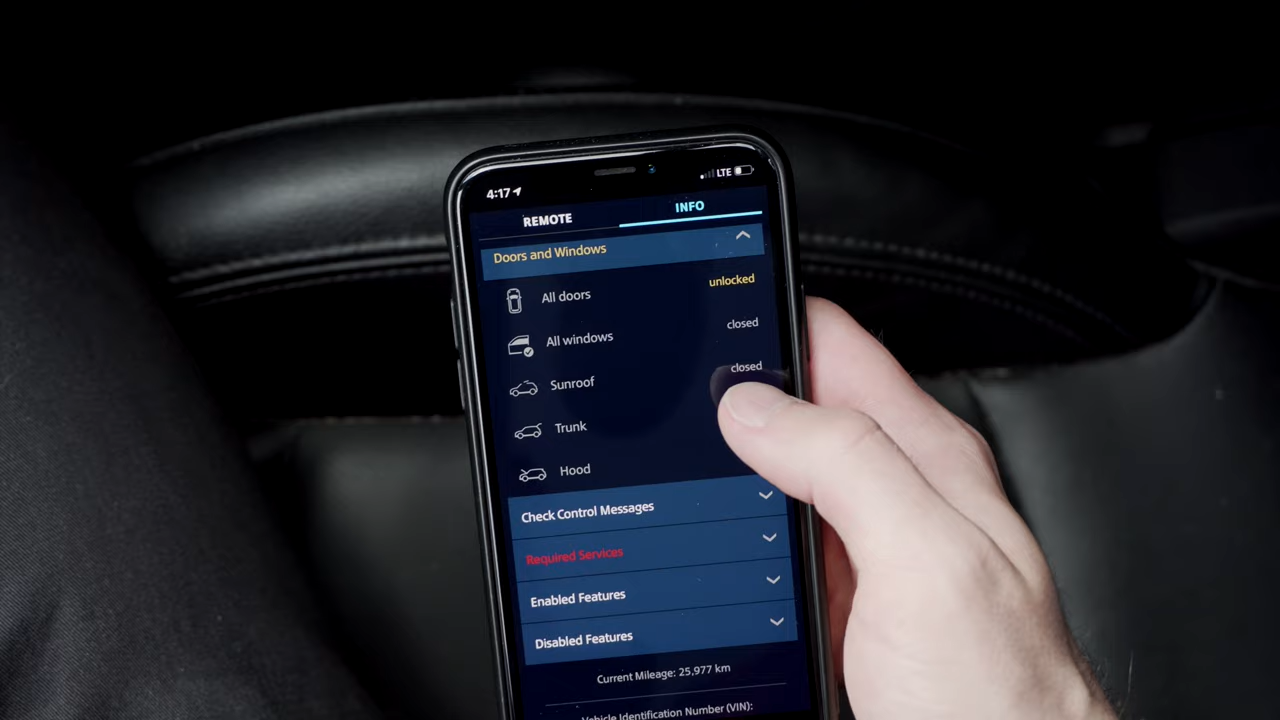 4:17
LTE
REMOTE
INFO
Doors and Windows
All doors
unlocked
All windows
closed
Sunroof
closed
Trunk
Hood
Check Control Messages
Required Services
Enabled Features
Disabled Features
Current Mileage: 25,977 km
Vehicle Identification Number (VIN):